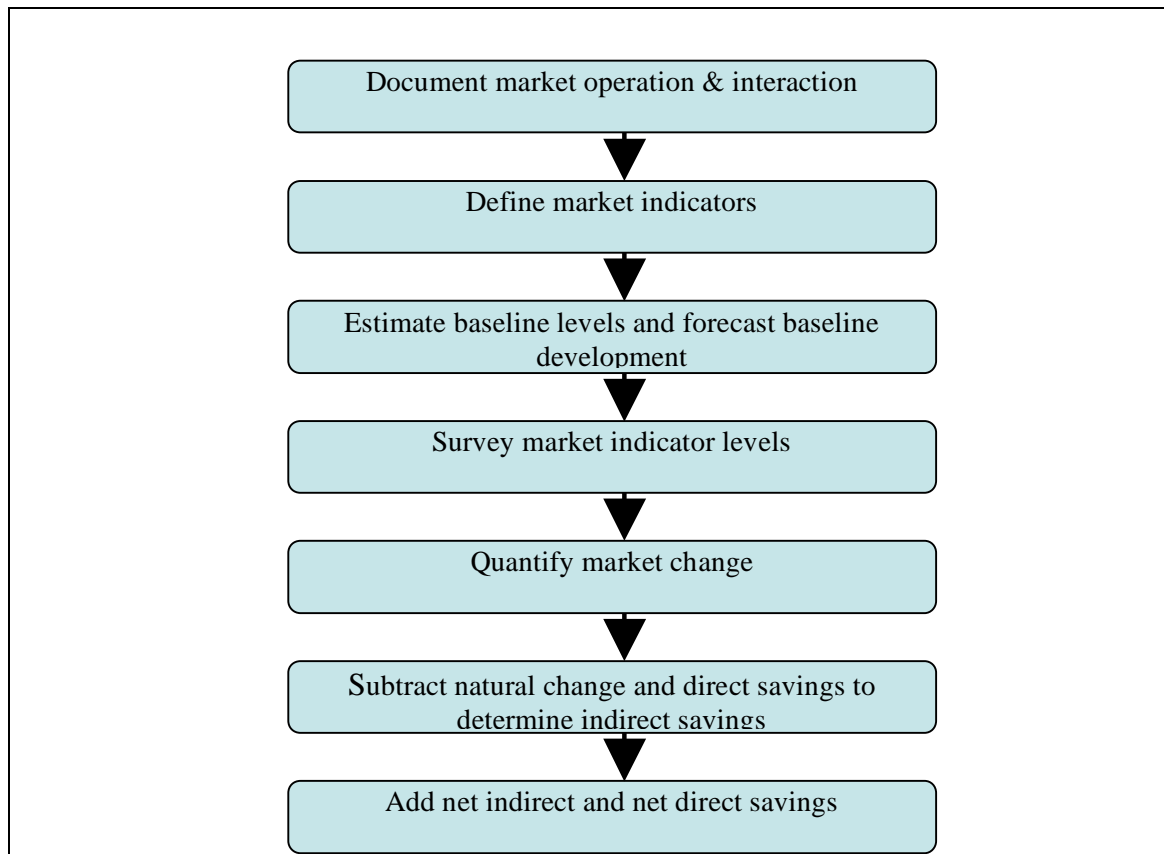 Document market operation & interaction
Define market indicators
Estimate baseline levels and forecast baseline
development
Survey market indicator levels
Quantify market change
Subtract natural change and direct savings to
determine indirect savings
Add net indirect and net direct savings